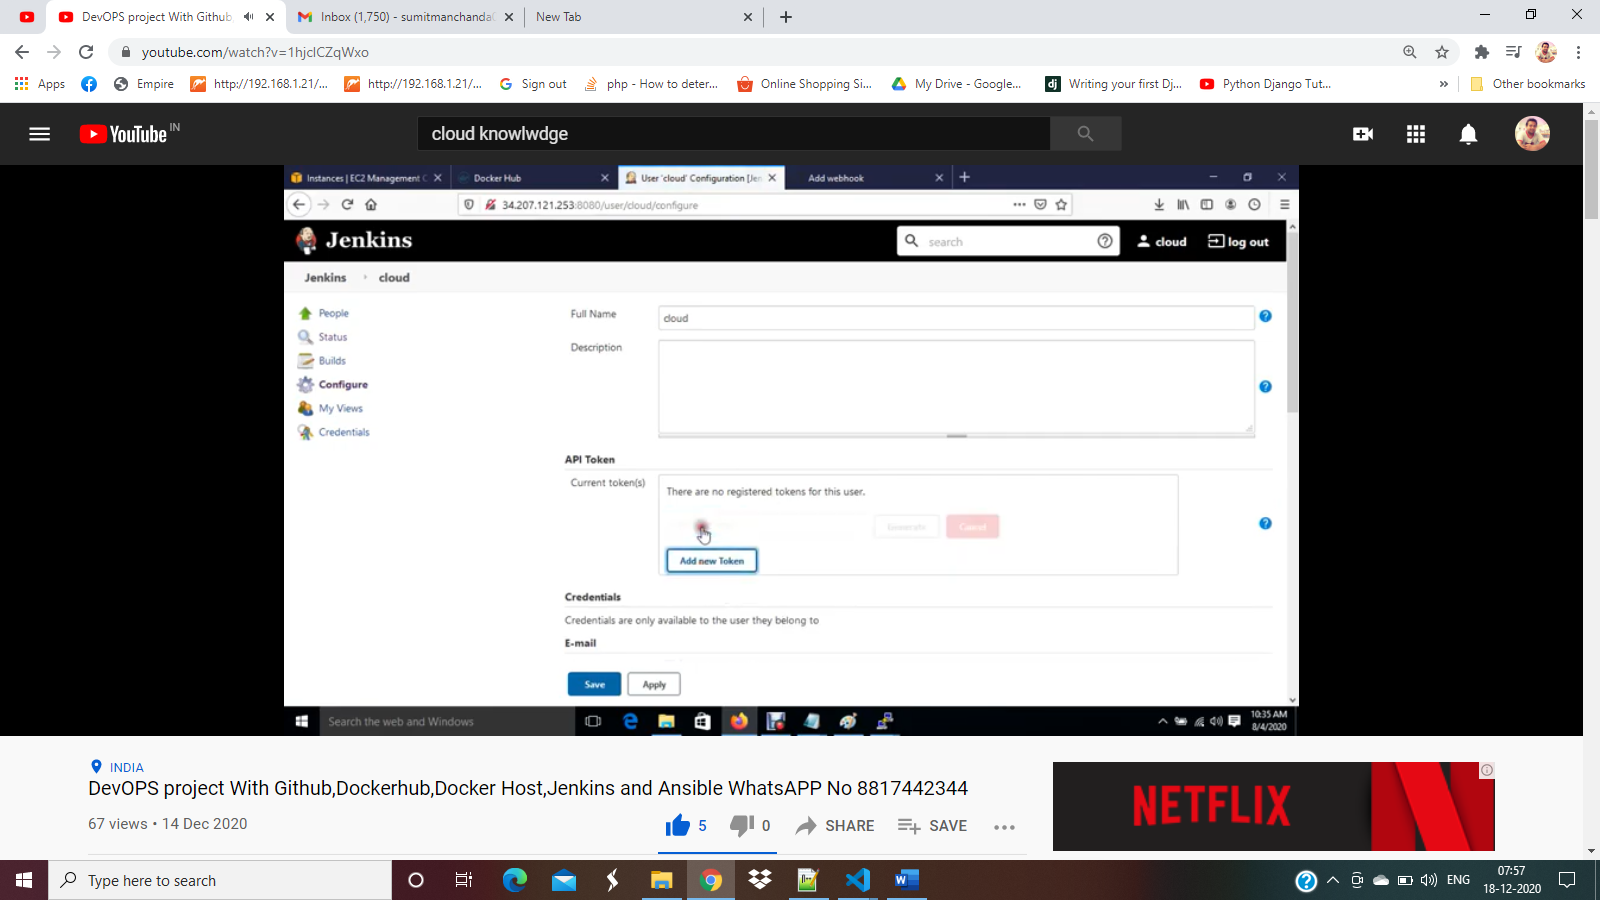 DevOPS project With Github,
Inbox (1,750) - sumitmanchanda
New Tab
youtube.com/watch?v=1hjclCZqWxo
Apps
Empire
http://192.168.1.21/...
http://192.168.1.21/...
Sign out
php - How to deter...
Online Shopping Si...
My Drive - Google...
dj
Writing your first Dj...
Python Django Tut...
»
Other bookmarks
YouTube IN
cloud knowlwdge
Instances | EC2 Management C
Docker Hub
User 'cloud' Configuration [Jen
Add webhook
34.207.121.253:8080/user/cloud/configure
Jenkins
search
cloud
log out
Jenkins
cloud
People
Status
Builds
Configure
My Views
Credentials
Full Name
cloud
Description
API Token
Current token(s)
There are no registered tokens for this user.
Generate
Cancel
Add new Token
Credentials
Credentials are only available to the user they belong to
E-mail
Save
Apply
Search the web and Windows
10:35 AM
8/4/2020
INDIA
DevOPS project With Github,Dockerhub,Docker Host,Jenkins and Ansible WhatsAPP No 8817442344
67 views • 14 Dec 2020
5
0
SHARE
SAVE
NETFLIX
Type here to search
ENG
07:57
18-12-2020